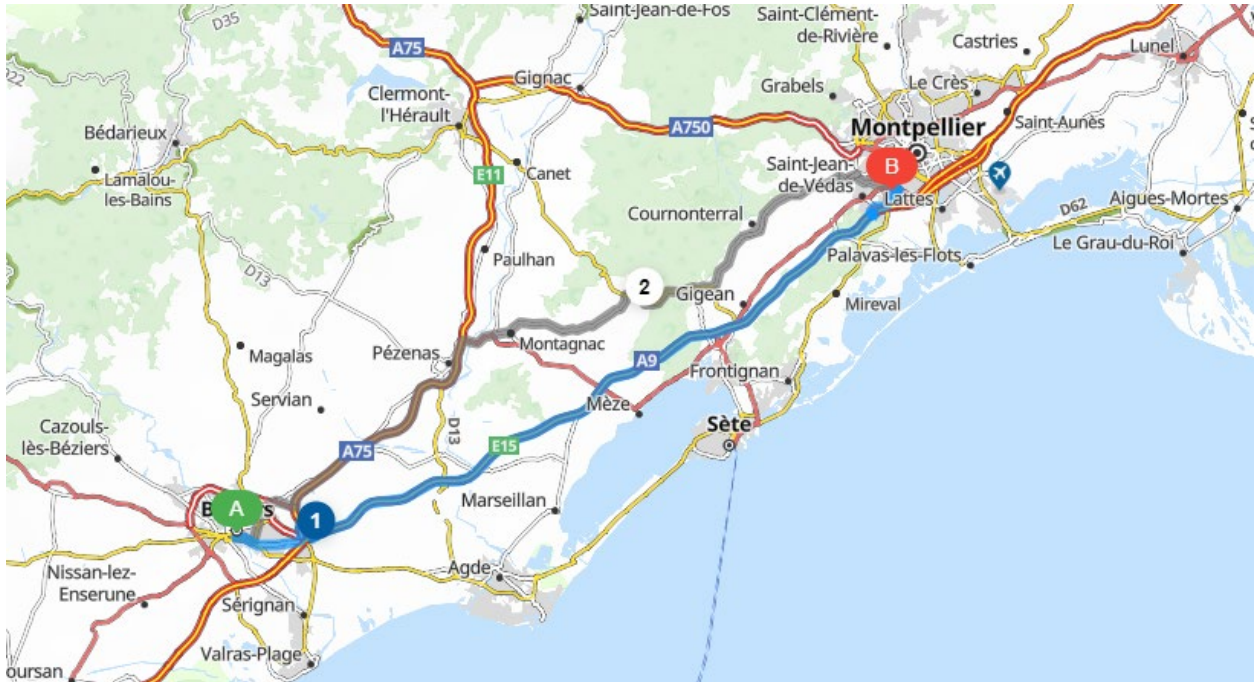 D35
Saint-Jean-de-Fos
Saint-Clément-
de-Rivière
Castries
Lunel
A75
Gignac
Grabels
Le Crès
Clermont-
l'Hérault
A750
Montpellier
Saint-Aunès
Bédarieux
Lamalou-
les-Bains
E11
Canet
Saint-Jean-
de-Védas
B
Lattes
Aigues-Mortes
D62
Cournonterral
Le Grau-du-Roi
Palavas-les-Flots
D13
Paulhan
2
Gigean
Mireval
Magalas
Pézenas
Montagnac
A9
Frontignan
Servian
Mèze
Sète
D13
Cazouls-
lès-Béziers
A75
E15
Marseillan
A
1
Nissan-lez-
Enserune
Agde
Sérignan
Valras-Plage
oursan